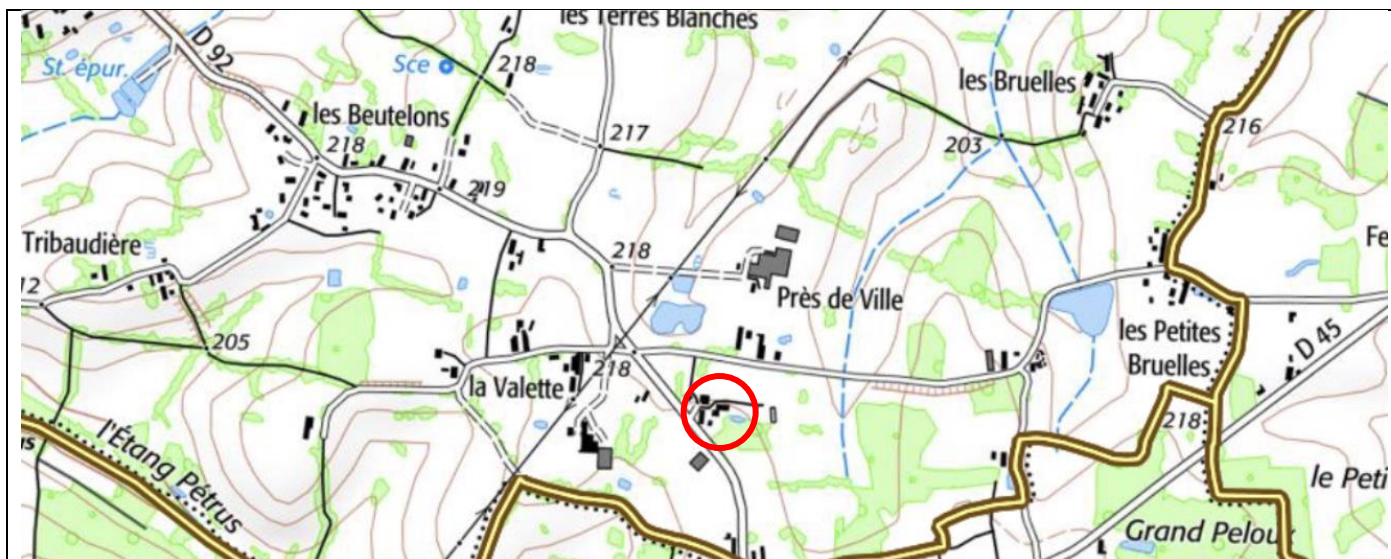 les Terres Blanches
D 92
St. épur.
Sce
218
les Bruelles
les Beutelons
217
216
203
218
219
Tribaudière
218
Fe
12
Près de Ville
les Petites
Bruelles
D 45
205
218
la Valette
l'Étang Pétrus
218
us
le Peti
Grand Pelou